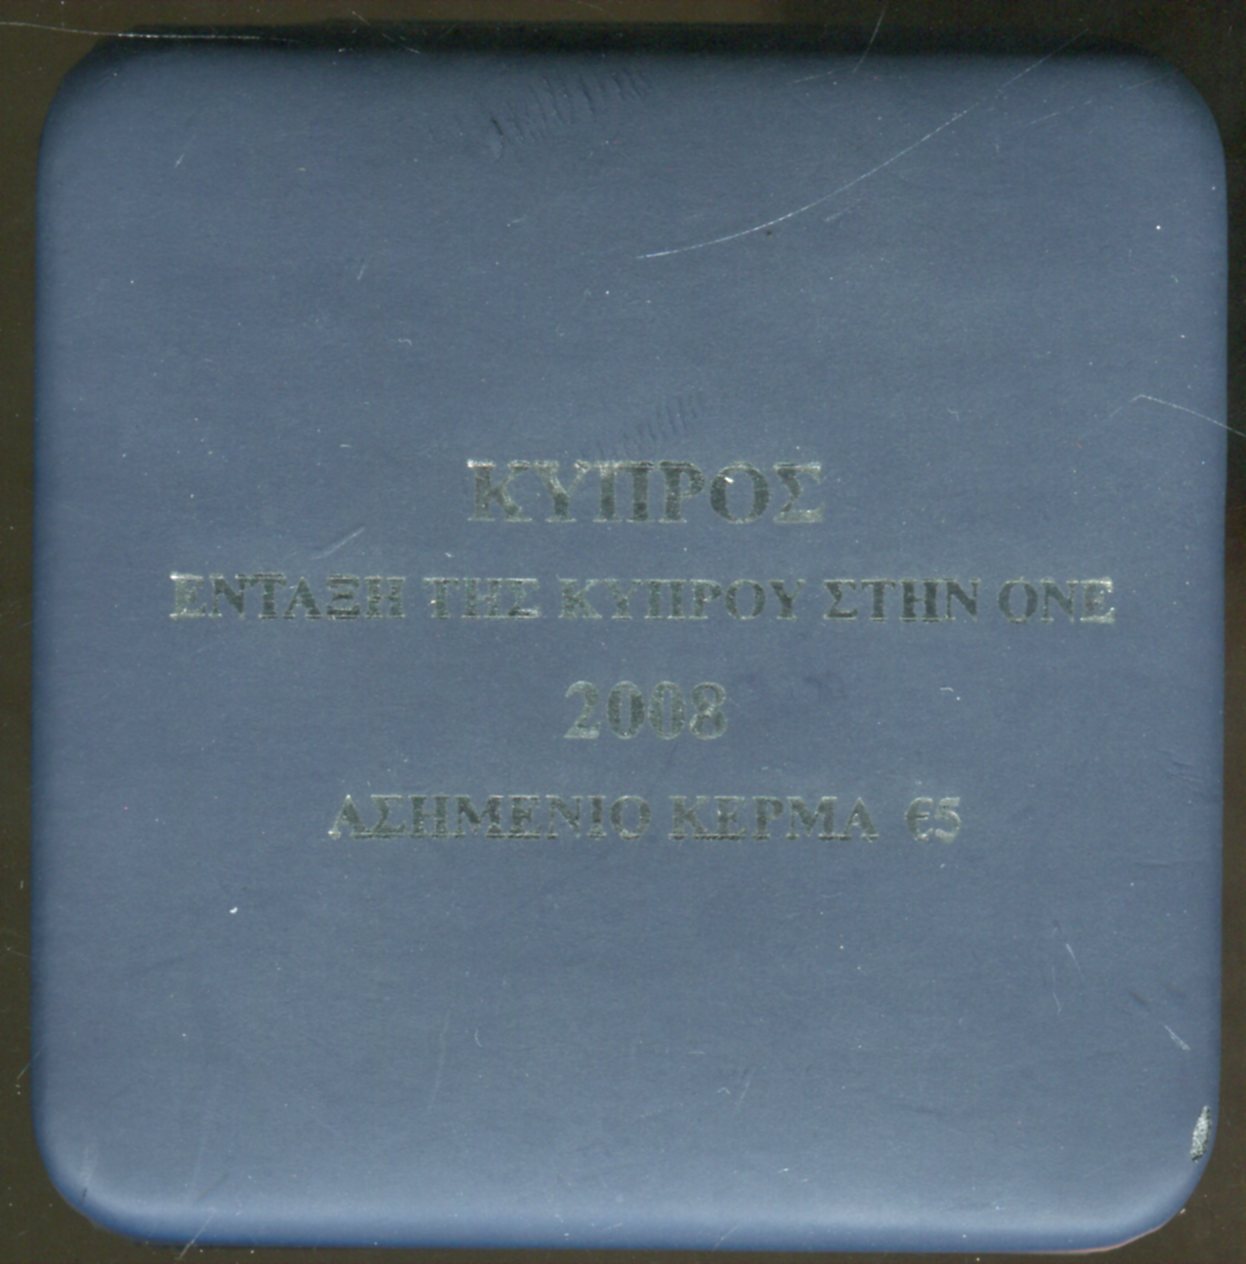 ΚΥΠΡΟΣ
ΕΝΤΑΞΗ ΤΗΣ ΚΥΠΡΟΥ ΣΤΗΝ ΟΝΕ
2008
ΑΣΗΜΕΝΙΟ ΚΕΡΜΑ €5